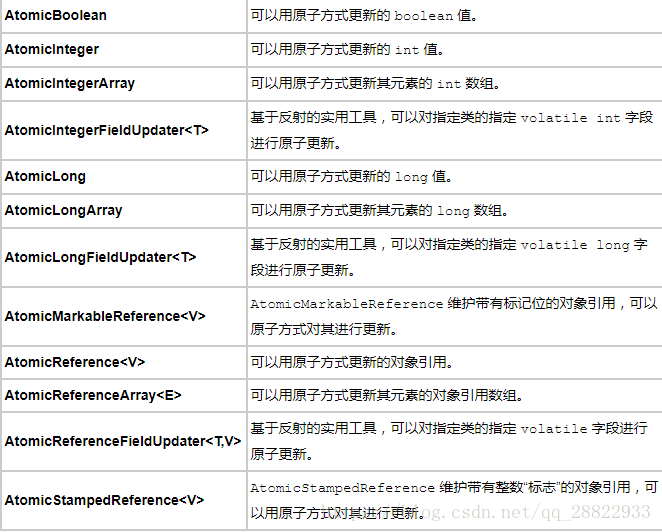 AtomicBoolean 可以用原子方式更新的 boolean 值。
AtomicInteger 可以用原子方式更新的 int 值。
AtomicIntegerArray 可以用原子方式更新其元素的 int 数组。
AtomicIntegerFieldUpdater<T> 基于反射的实用工具，可以对指定类的指定 volatile int 字段
进行原子更新。
AtomicLong 可以用原子方式更新的 long 值。
AtomicLongArray 可以用原子方式更新其元素的 long 数组。
AtomicLongFieldUpdater<T> 基于反射的实用工具，可以对指定类的指定 volatile long 字
段进行原子更新。
AtomicMarkableReference<V> AtomicMarkableReference 维护带有标记位的对象引用，可以
原子方式对其进行更新。
AtomicReference<V> 可以用原子方式更新的对象引用。
AtomicReferenceArray<E> 可以用原子方式更新其元素的对象引用数组。
AtomicReferenceFieldUpdater<T,V> 基于反射的实用工具，可以对指定类的指定 volatile 字段进行
原子更新。
AtomicStampedReference<V> AtomicStampedReference 维护带有整数“标志”的对象引用，可
以用原子方式对其进行更新。
log.csdn.net/qq_28822933